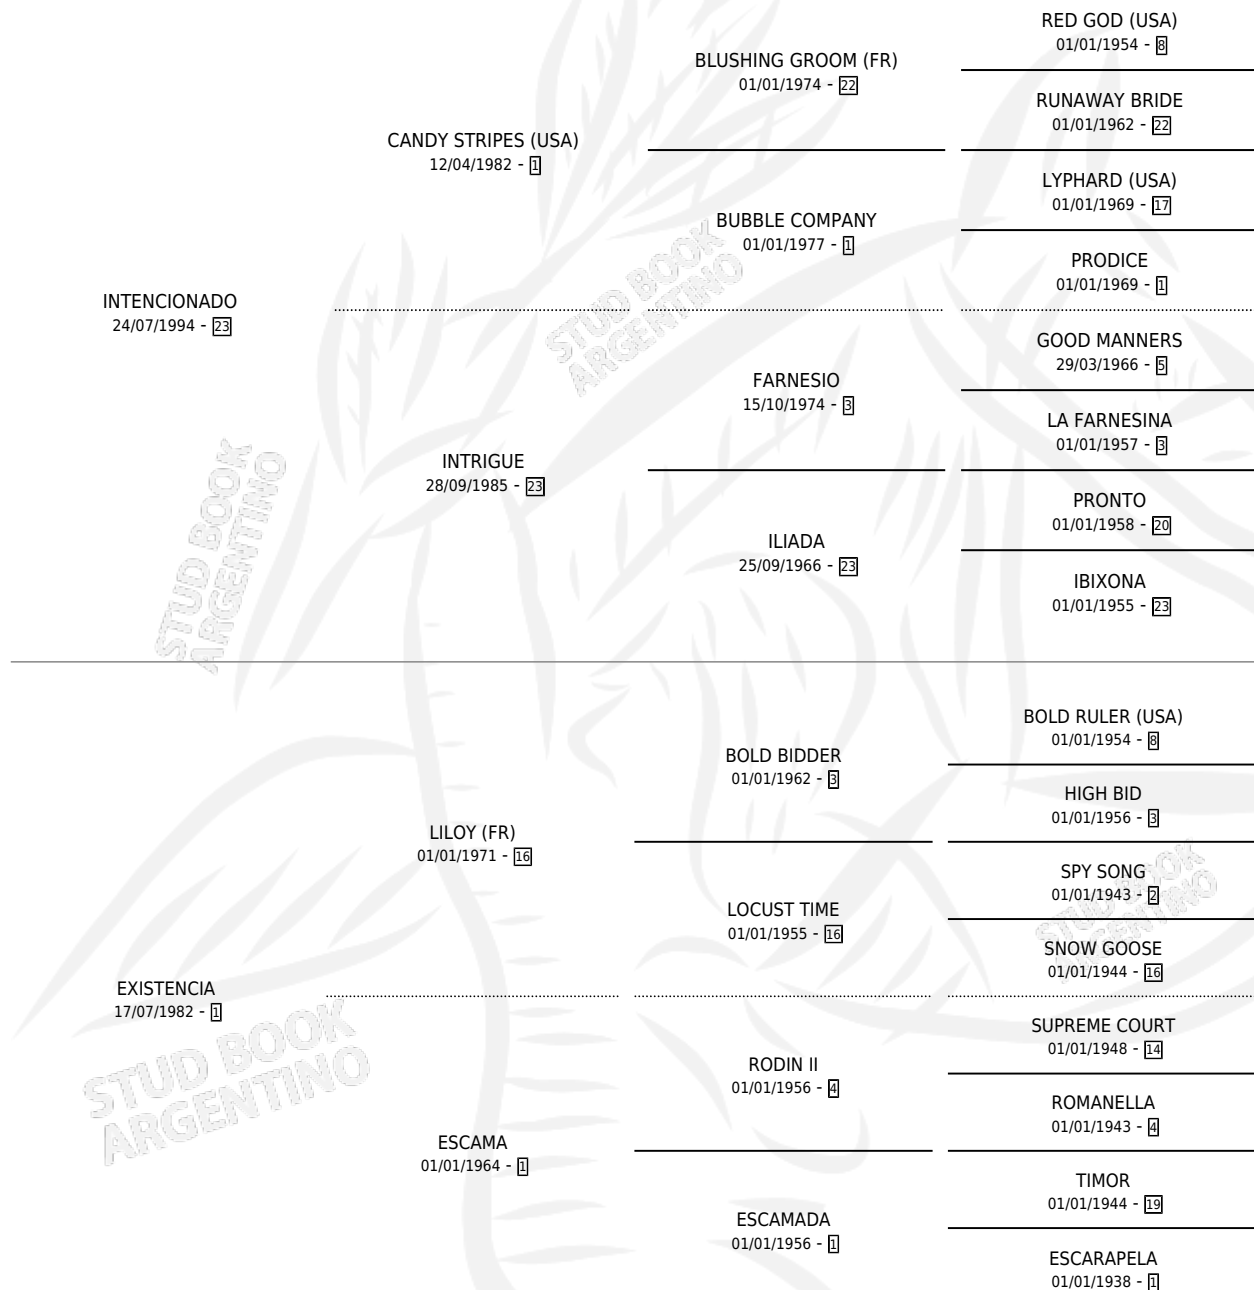 RED GOD (USA)
01/01/1954 - 8
BLUSHING GROOM (FR)
01/01/1974 - 22
RUNAWAY BRIDE
01/01/1962 - 22
CANDY STRIPES (USA)
12/04/1982 - 1
LYPHARD (USA)
01/01/1969 - 17
BUBBLE COMPANY
01/01/1977 - 1
PRODICE
01/01/1969 - 1
INTENCIONADO
24/07/1994 - 23
GOOD MANNERS
29/03/1966 - 5
FARNESIO
15/10/1974 - 3
LA FARNESINA
01/01/1957 - 3
INTRIGUE
28/09/1985 - 23
PRONTO
01/01/1958 - 20
ILIADA
25/09/1966 - 23
IBIXONA
01/01/1955 - 23
BOLD RULER (USA)
01/01/1954 - 8
BOLD BIDDER
01/01/1962 - 3
HIGH BID
01/01/1956 - 3
LILOY (FR)
01/01/1971 - 16
SPY SONG
01/01/1943 - 2
LOCUST TIME
01/01/1955 - 16
SNOW GOOSE
01/01/1944 - 16
EXISTENCIA
17/07/1982 - 1
SUPREME COURT
01/01/1948 - 14
RODIN II
01/01/1956 - 4
ROMANELLA
01/01/1943 - 4
ESCAMA
01/01/1964 - 1
TIMOR
01/01/1944 - 19
ESCAMADA
01/01/1956 - 1
ESCARAPELA
01/01/1938 - 1
STUD BOOK
ARGENTINO
STUD BOOK
ARGENTINO
STUD BOOK
ARGENTINO
STUD BOOK
ARGENTINO